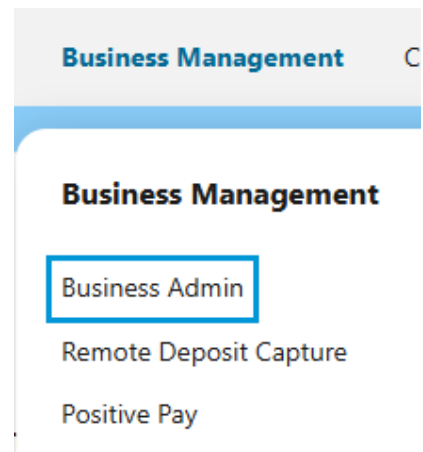 Business Management C
Business Management
Business Admin
Remote Deposit Capture
Positive Pay